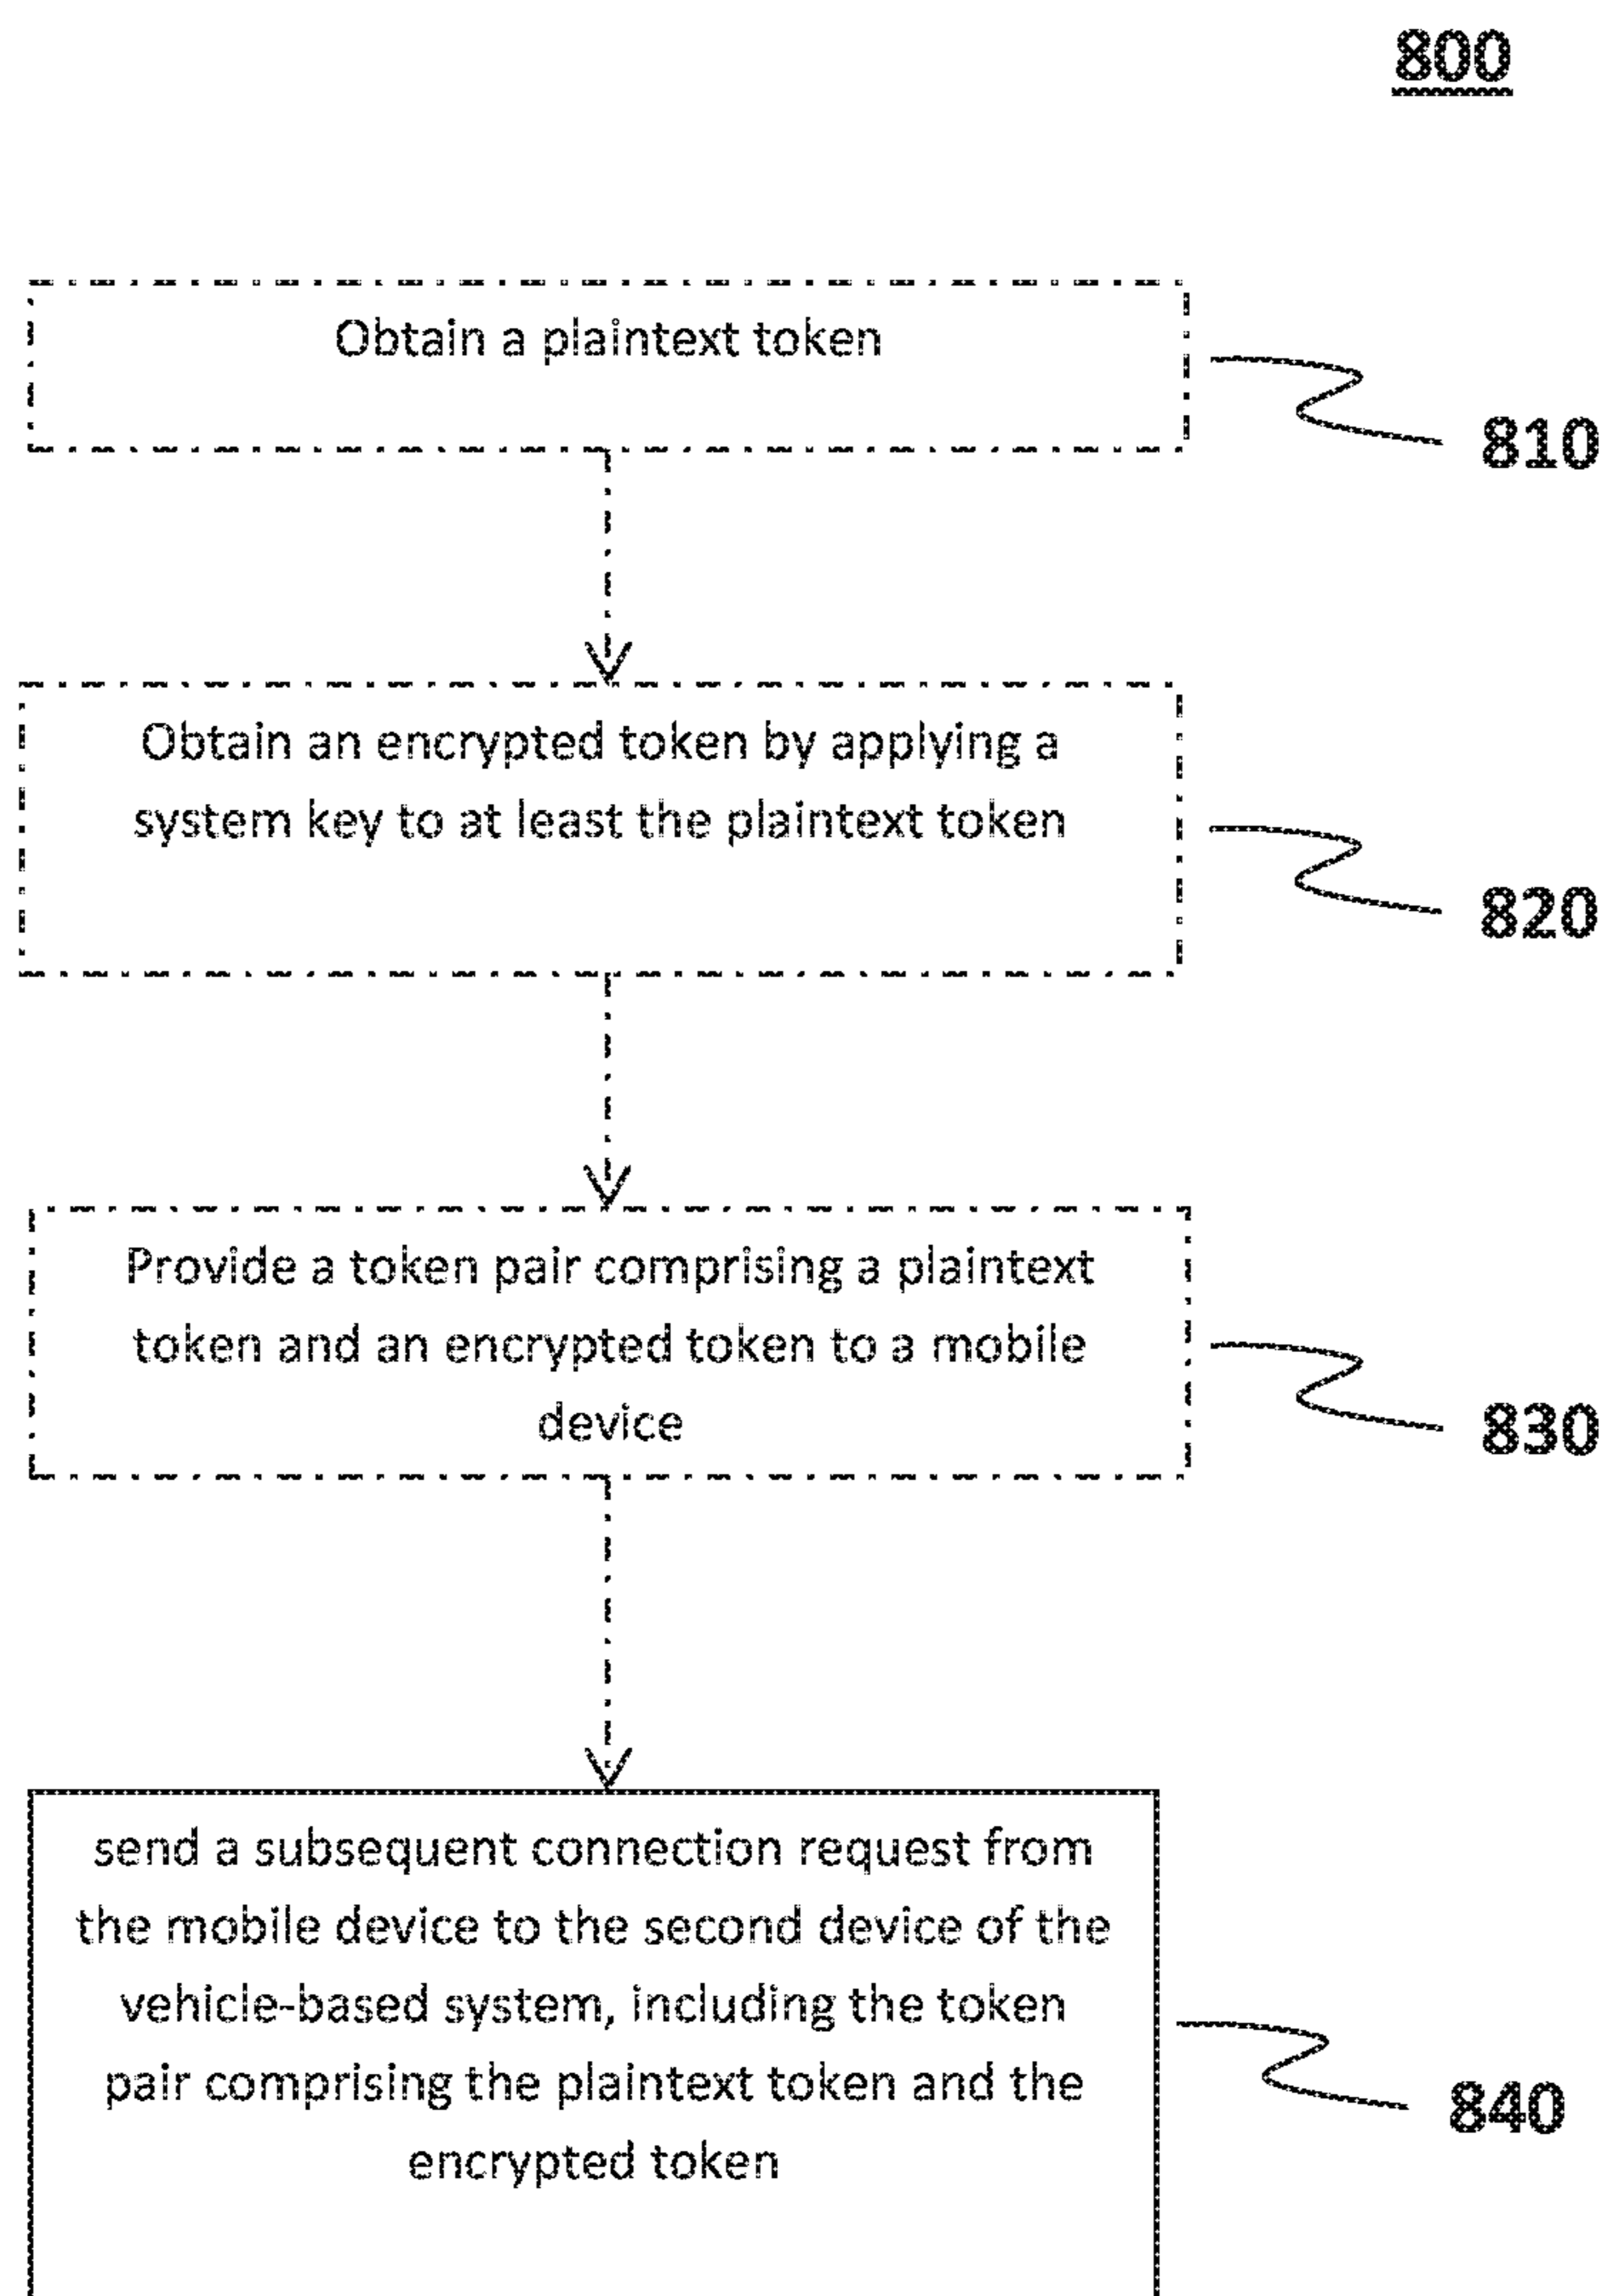 800
Obtain a plaintext token
810
Obtain an encrypted token by applying a
system key to at least the plaintext token
820
Provide a token pair comprising a plaintext
token and an encrypted token to a mobile
device
830
send a subsequent connection request from
the mobile device to the second device of the
vehicle-based system, including the token
pair comprising the plaintext token and the
encrypted token
840